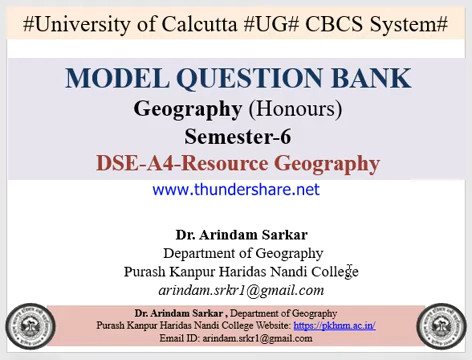 #University of Calcutta #UG# CBCS System#
MODEL QUESTION BANK
Geography (Honours)
Semester-6
DSE-A4-Resource Geography
www.thundershare.net
Dr. Arindam Sarkar
Department of Geography
Purash Kanpur Haridas Nandi College
arindam.srkr1@gmail.com
Dr. Arindam Sarkar , Department of Geography
Purash Kanpur Haridas Nandi College Website: https://pkhnm.ac.in/
Email ID: arindam.srkr1@gmail.com